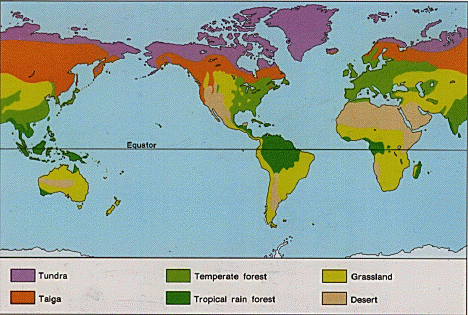 Equator
Tundra Temperate forest Grassland
Taiga Tropical rain forest Desert